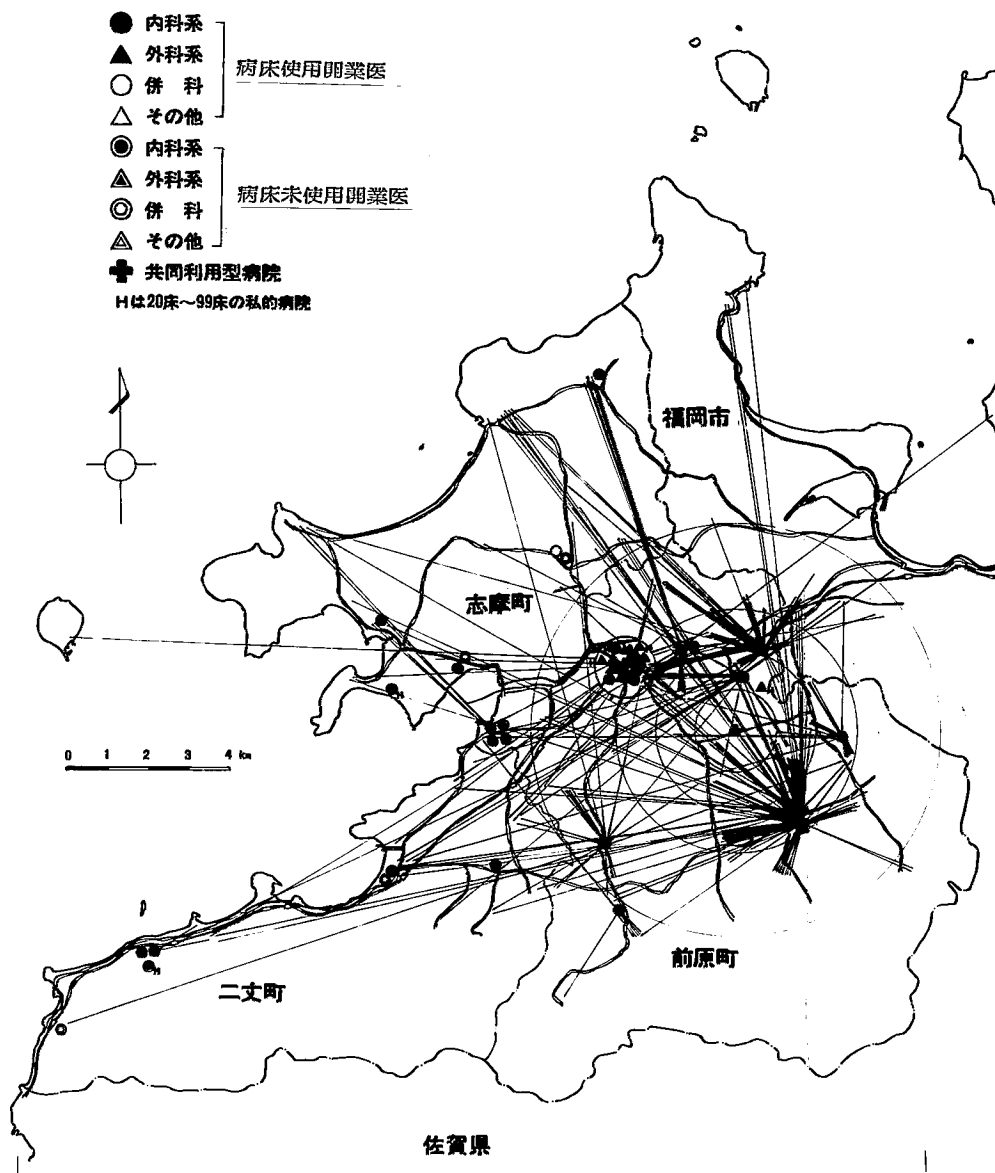 内科系
外科系
併 科
その他
病床使用開業医
内科系
外科系
併 科
その他
病床未使用開業医
共同利用型病院
Hは20床~99床の私的病院
福岡市
志摩町
H
0 1 2 3 4 km
前原町
H
二丈町
佐賀県